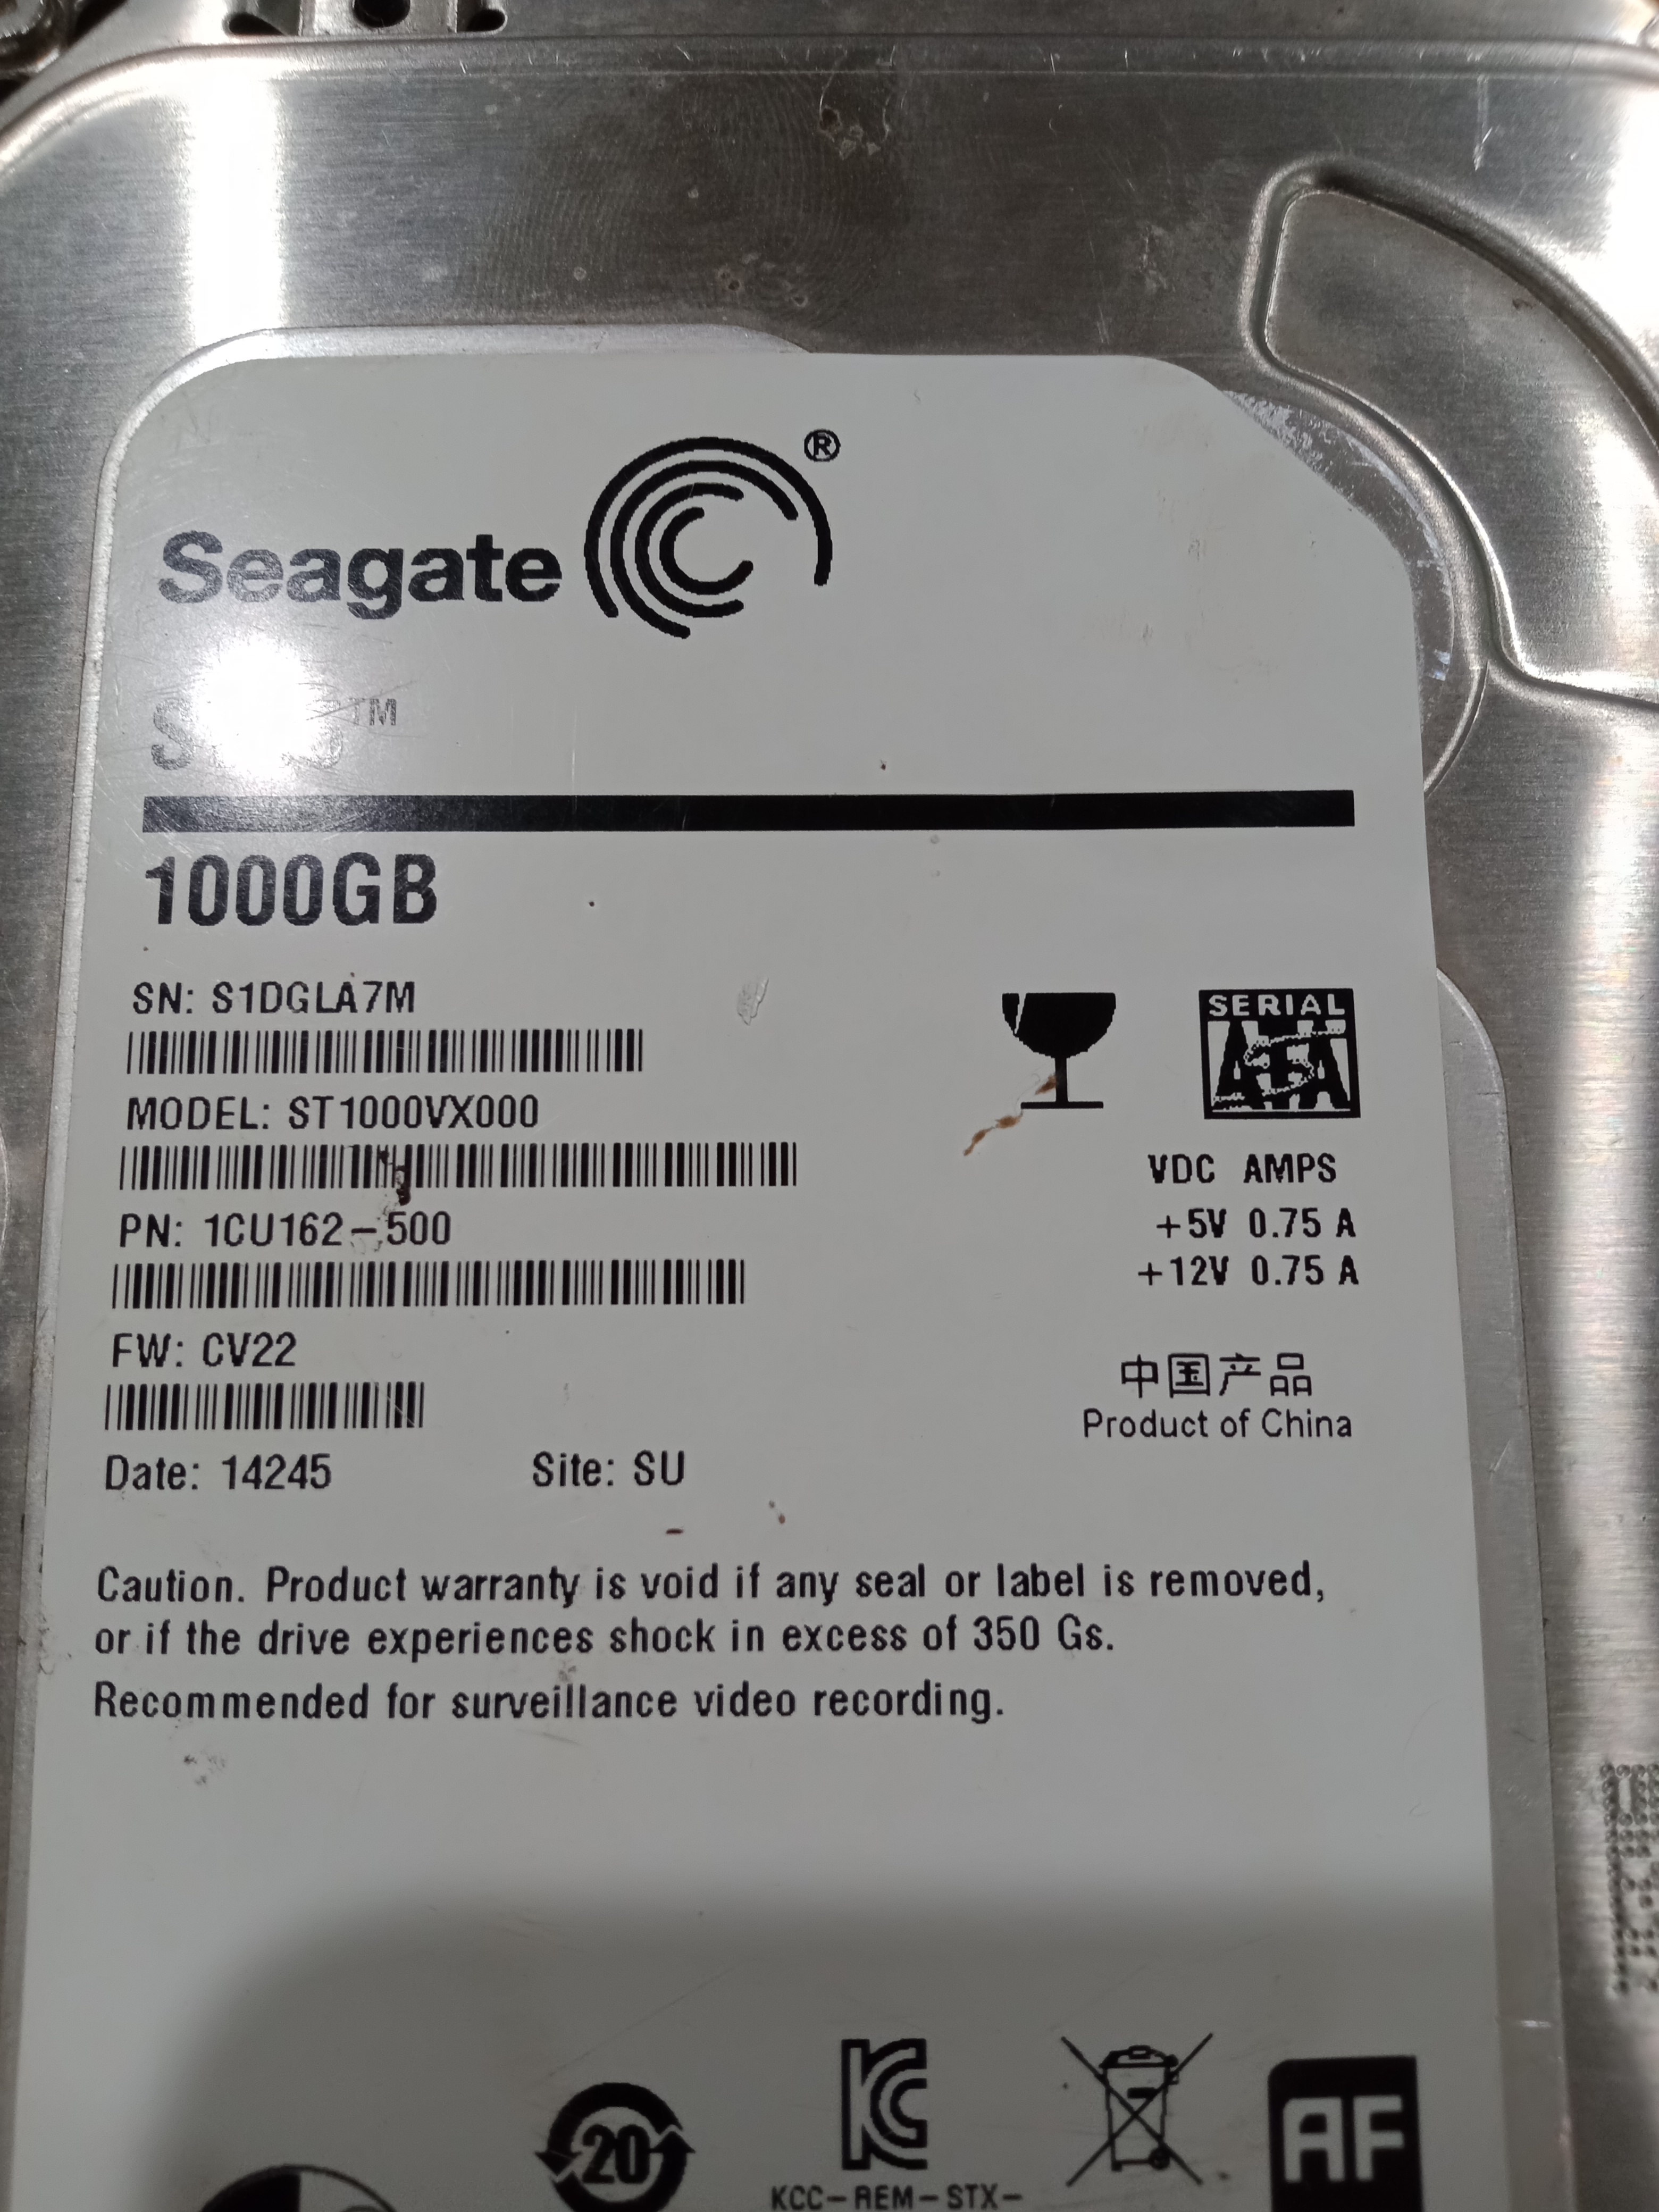 Seagate ®
1000GB
SN: S1DGLA7M
SERIAL
ATA
MODEL: ST1000VX000
VDC AMPS
PN: 1CU162-500
+5V 0.75 A
+12V 0.75 A
FW: CV22
中国产品
Product of China
Date: 14245 Site: SU
Caution. Product warranty is void if any seal or label is removed,
or if the drive experiences shock in excess of 350 Gs.
Recommended for surveillance video recording.
20
KC
AF
KCC-REM-STX-